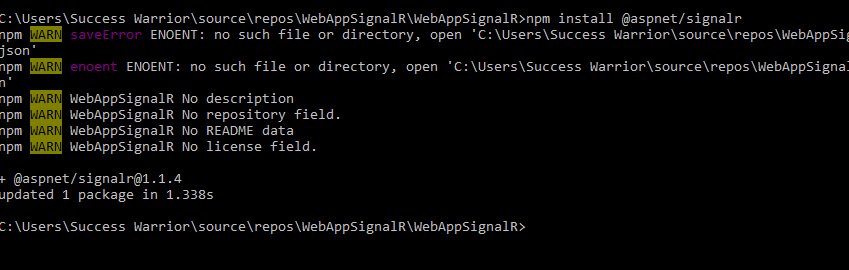 C:\Users\Success Warrior\source\repos\WebAppSignalR\WebAppSignalR>npm install @aspnet/signalr
npm WARN saveError ENOENT: no such file or directory, open 'C:\Users\Success Warrior\source\repos\WebAppSig
json'
npm WARN enoent ENOENT: no such file or directory, open 'C:\Users\Success Warrior\source\repos\WebAppSignal
n'
npm WARN WebAppSignalR No description
npm WARN WebAppSignalR No repository field.
npm WARN WebAppSignalR No README data
npm WARN WebAppSignalR No license field.
+ @aspnet/signalr@1.1.4
updated 1 package in 1.338s
C:\Users\Success Warrior\source\repos\WebAppSignalR\WebAppSignalR>